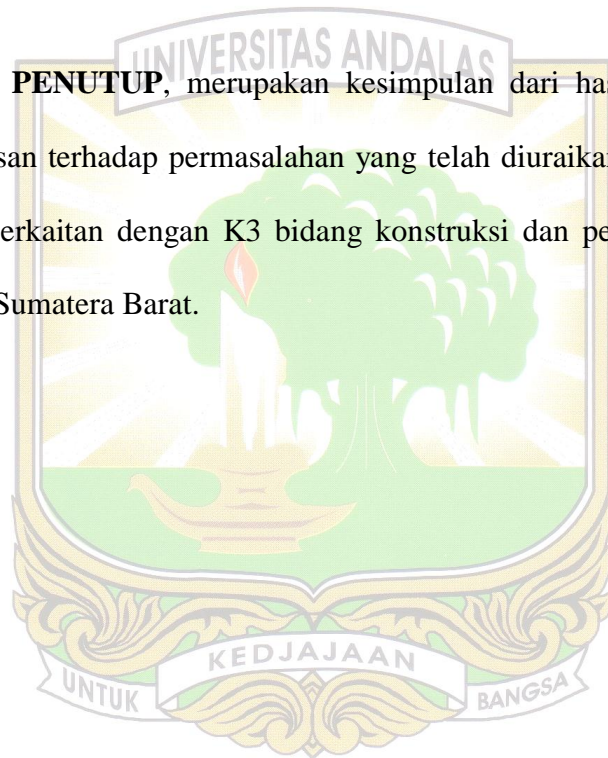 UNIVERSITAS ANDALAS
PENUTUP, merupakan kesimpulan dari has
san terhadap permasalahan yang telah diuraikan
erkaitan dengan K3 bidang konstruksi dan pe
Sumatera Barat.
UNTUK KEDJAJAAN BANGSA